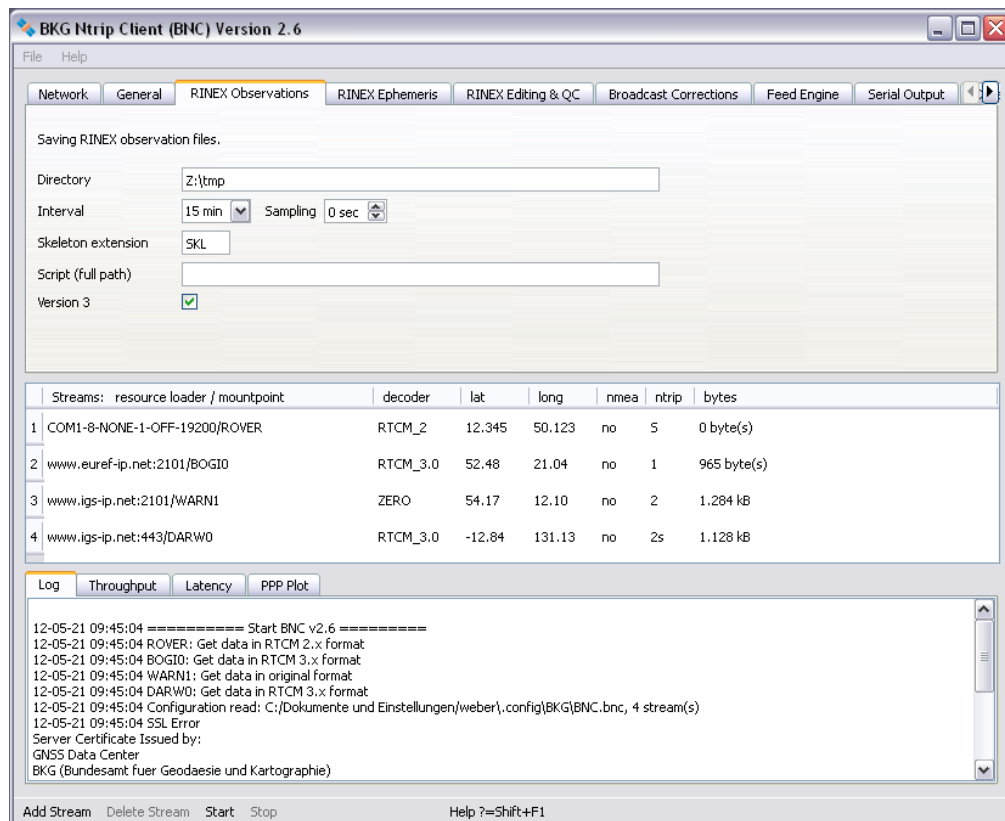 BKG Ntrip Client (BNC) Version 2.6
File Help
Network General RINEX Observations RINEX Ephemeris RINEX Editing & QC Broadcast Corrections Feed Engine Serial Output
Saving RINEX observation files.
Directory Z:\tmp
Interval 15 min Sampling 0 sec
Skeleton extension SKL
Script (full path)
Version 3
Streams: resource loader / mountpoint decoder lat long nmea ntrip bytes
1 COM1-8-NONE-1-OFF-19200/ROVER RTCM_2 12.345 50.123 no S 0 byte(s)
2 www.euref-ip.net:2101/BOGI0 RTCM_3.0 52.48 21.04 no 1 965 byte(s)
3 www.igs-ip.net:2101/WARN1 ZERO 54.17 12.10 no 2 1.284 kB
4 www.igs-ip.net:443/DARW0 RTCM_3.0 -12.84 131.13 no 2s 1.128 kB
Log Throughput Latency PPP Plot
12-05-21 09:45:04 ========== Start BNC v2.6 =========
12-05-21 09:45:04 ROVER: Get data in RTCM 2.x format
12-05-21 09:45:04 BOGI0: Get data in RTCM 3.x format
12-05-21 09:45:04 WARN1: Get data in original format
12-05-21 09:45:04 DARW0: Get data in RTCM 3.x format
12-05-21 09:45:04 Configuration read: C:/Dokumente und Einstellungen/weber\.config\BKG\BNC.bnc, 4 stream(s)
12-05-21 09:45:04 SSL Error
Server Certificate Issued by:
GNSS Data Center
BKG (Bundesamt fuer Geodaesie und Kartographie)
Add Stream Delete Stream Start Stop Help ?=Shift+F1